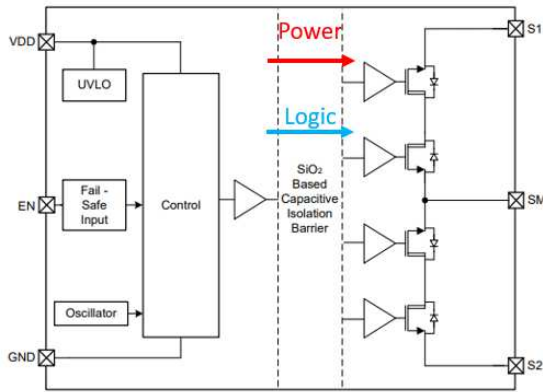 VDD
UVLO
EN
Fail -
Safe
Input
Control
Oscillator
GND
Power
Logic
SiO₂
Based
Capacitive
Isolation
Barrier
S1
SM
S2